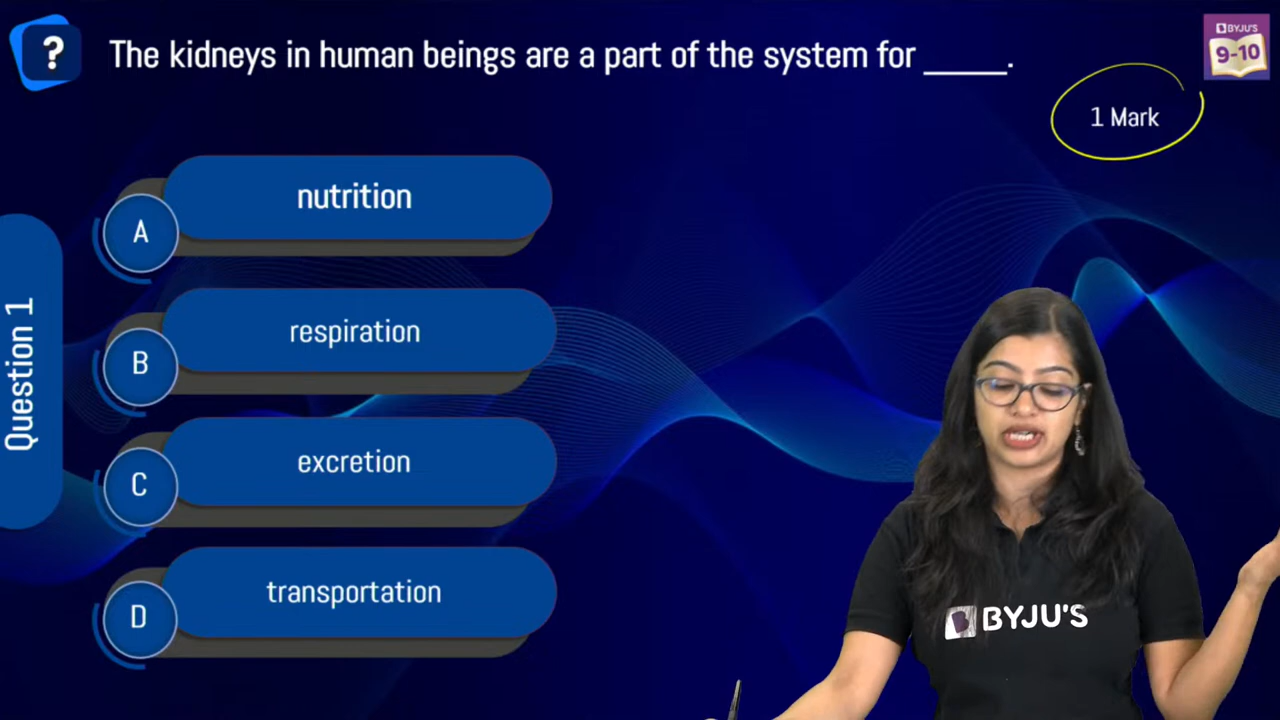 ?
The kidneys in human beings are a part of the system for _____.
BYJU'S
9-10
1 Mark
Question 1
A
nutrition
B
respiration
C
excretion
D
transportation
BYJU'S